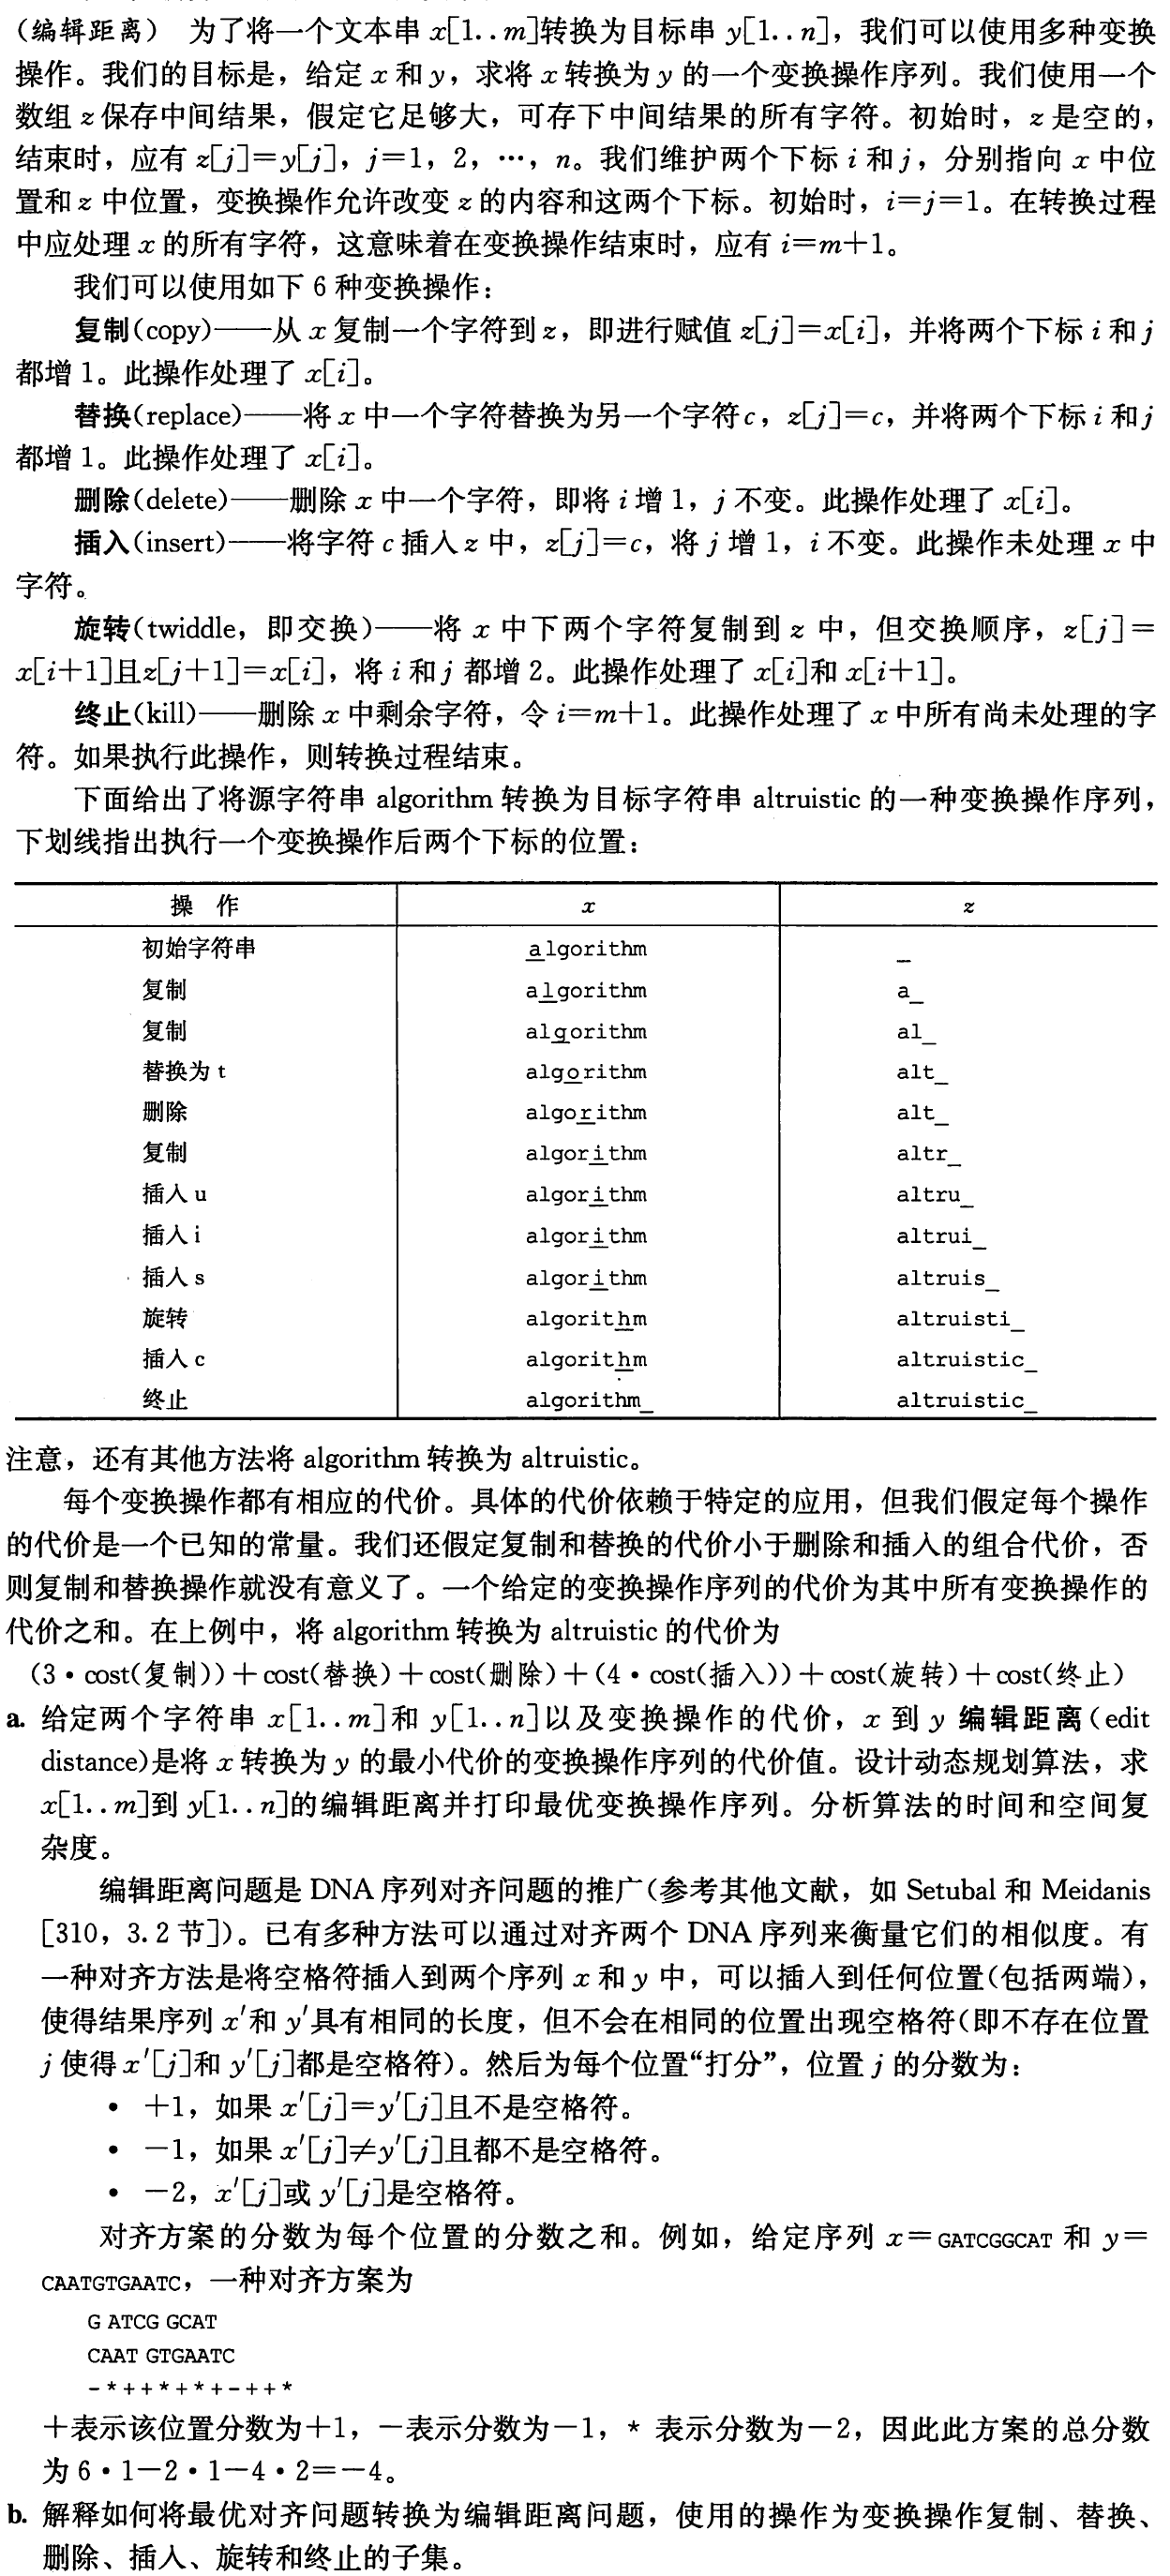 (编辑距离) 为了将一个文本串 x[1..m]转换为目标串 y[1..n]，我们可以使用多种变换
操作。我们的目标是，给定 x 和 y，求将 x 转换为 y 的一个变换操作序列。我们使用一个
数组 z 保存中间结果，假定它足够大，可存下中间结果的所有字符。初始时，z 是空的，
结束时，应有 z[j]=y[j]，j=1，2，…，n。我们维护两个下标 i 和 j，分别指向 x 中位
置和 z 中位置，变换操作允许改变 z 的内容和这两个下标。初始时，i=j=1。在转换过程
中应处理 x 的所有字符，这意味着在变换操作结束时，应有 i=m+1。
我们可以使用如下 6 种变换操作：
复制(copy)——从 x 复制一个字符到 z，即进行赋值 z[j]=x[i]，并将两个下标 i 和 j
都增 1。此操作处理了 x[i]。
替换(replace)——将 x 中一个字符替换为另一个字符 c，z[j]=c，并将两个下标 i 和 j
都增 1。此操作处理了 x[i]。
删除(delete)——删除 x 中一个字符，即将 i 增 1，j 不变。此操作处理了 x[i]。
插入(insert)——将字符 c 插入 z 中，z[j]=c，将 j 增 1，i 不变。此操作未处理 x 中
字符。
旋转(twiddle，即交换)——将 x 中下两个字符复制到 z 中，但交换顺序，z[j]=
x[i+1]且z[j+1]=x[i]，将 i 和 j 都增 2。此操作处理了 x[i]和 x[i+1]。
终止(kill)——删除 x 中剩余字符，令 i=m+1。此操作处理了 x 中所有尚未处理的字
符。如果执行此操作，则转换过程结束。
下面给出了将源字符串 algorithm 转换为目标字符串 altruistic 的一种变换操作序列，
下划线指出执行一个变换操作后两个下标的位置：
操 作 x z
初始字符串 algorithm _
复制 algorithm a_
复制 algorithm al_
替换为 t algorithm alt_
删除 algorithm alt_
复制 algorithm altr_
插入 u algorithm altru_
插入 i algorithm altrui_
插入 s algorithm altruis_
旋转 algorithm altruisti_
插入 c algorithm altruistic_
终止 algorithm_ altruistic_
注意，还有其他方法将 algorithm 转换为 altruistic。
每个变换操作都有相应的代价。具体的代价依赖于特定的应用，但我们假定每个操作
的代价是一个已知的常量。我们还假定复制和替换的代价小于删除和插入的组合代价，否
则复制和替换操作就没有意义了。一个给定的变换操作序列的代价为其中所有变换操作的
代价之和。在上例中，将 algorithm 转换为 altruistic 的代价为
(3·cost(复制))+cost(替换)+cost(删除)+(4·cost(插入))+cost(旋转)+cost(终止)
a. 给定两个字符串 x[1..m]和 y[1..n]以及变换操作的代价，x 到 y 编辑距离(edit
distance)是将 x 转换为 y 的最小代价的变换操作序列的代价值。设计动态规划算法，求
x[1..m]到 y[1..n]的编辑距离并打印最优变换操作序列。分析算法的时间和空间复
杂度。
编辑距离问题是 DNA 序列对齐问题的推广(参考其他文献，如 Setubal 和 Meidanis
[310，3.2 节])。已有多种方法可以通过对齐两个 DNA 序列来衡量它们的相似度。有
一种对齐方法是将空格符插入到两个序列 x 和 y 中，可以插入到任何位置(包括两端)，
使得结果序列 x′和 y′具有相同的长度，但不会在相同的位置出现空格符(即不存在位置
j 使得 x′[j]和 y′[j]都是空格符)。然后为每个位置“打分”，位置 j 的分数为：
• +1，如果 x′[j]=y′[j]且不是空格符。
• −1，如果 x′[j]≠y′[j]且都不是空格符。
• −2，x′[j]或 y′[j]是空格符。
对齐方案的分数为每个位置的分数之和。例如，给定序列 x=GATCGGCAT 和 y=
CAATGTGAATC，一种对齐方案为
G ATCG GCAT
CAAT GTGAATC
-*++*+*+-++*
+表示该位置分数为+1，−表示分数为−1，* 表示分数为−2，因此此方案的总分数
为 6·1−2·1−4·2=−4。
b. 解释如何将最优对齐问题转换为编辑距离问题，使用的操作为变换操作复制、替换、
删除、插入、旋转和终止的子集。